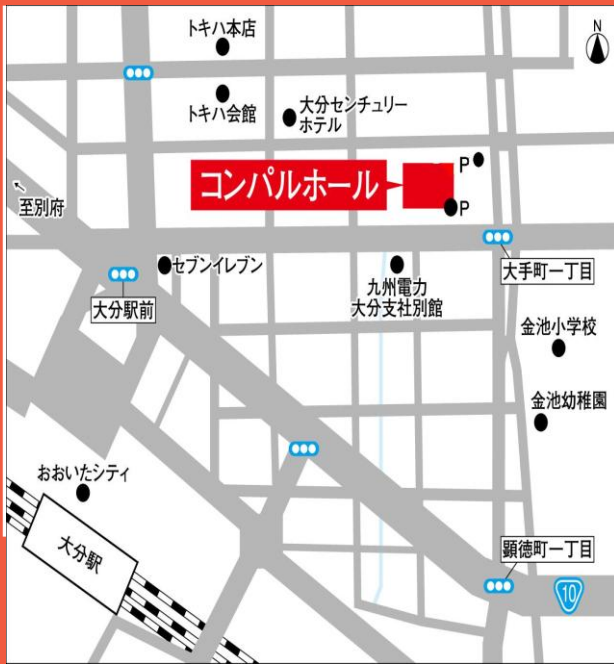 N
トキハ本店
トキハ会館
大分センチュリー
ホテル
コンパルホール
P
P
至別府
セブンイレブン
九州電力
大分支社別館
大手町一丁目
大分駅前
金池小学校
金池幼稚園
おおいたシティ
大分駅
顕徳町一丁目
10